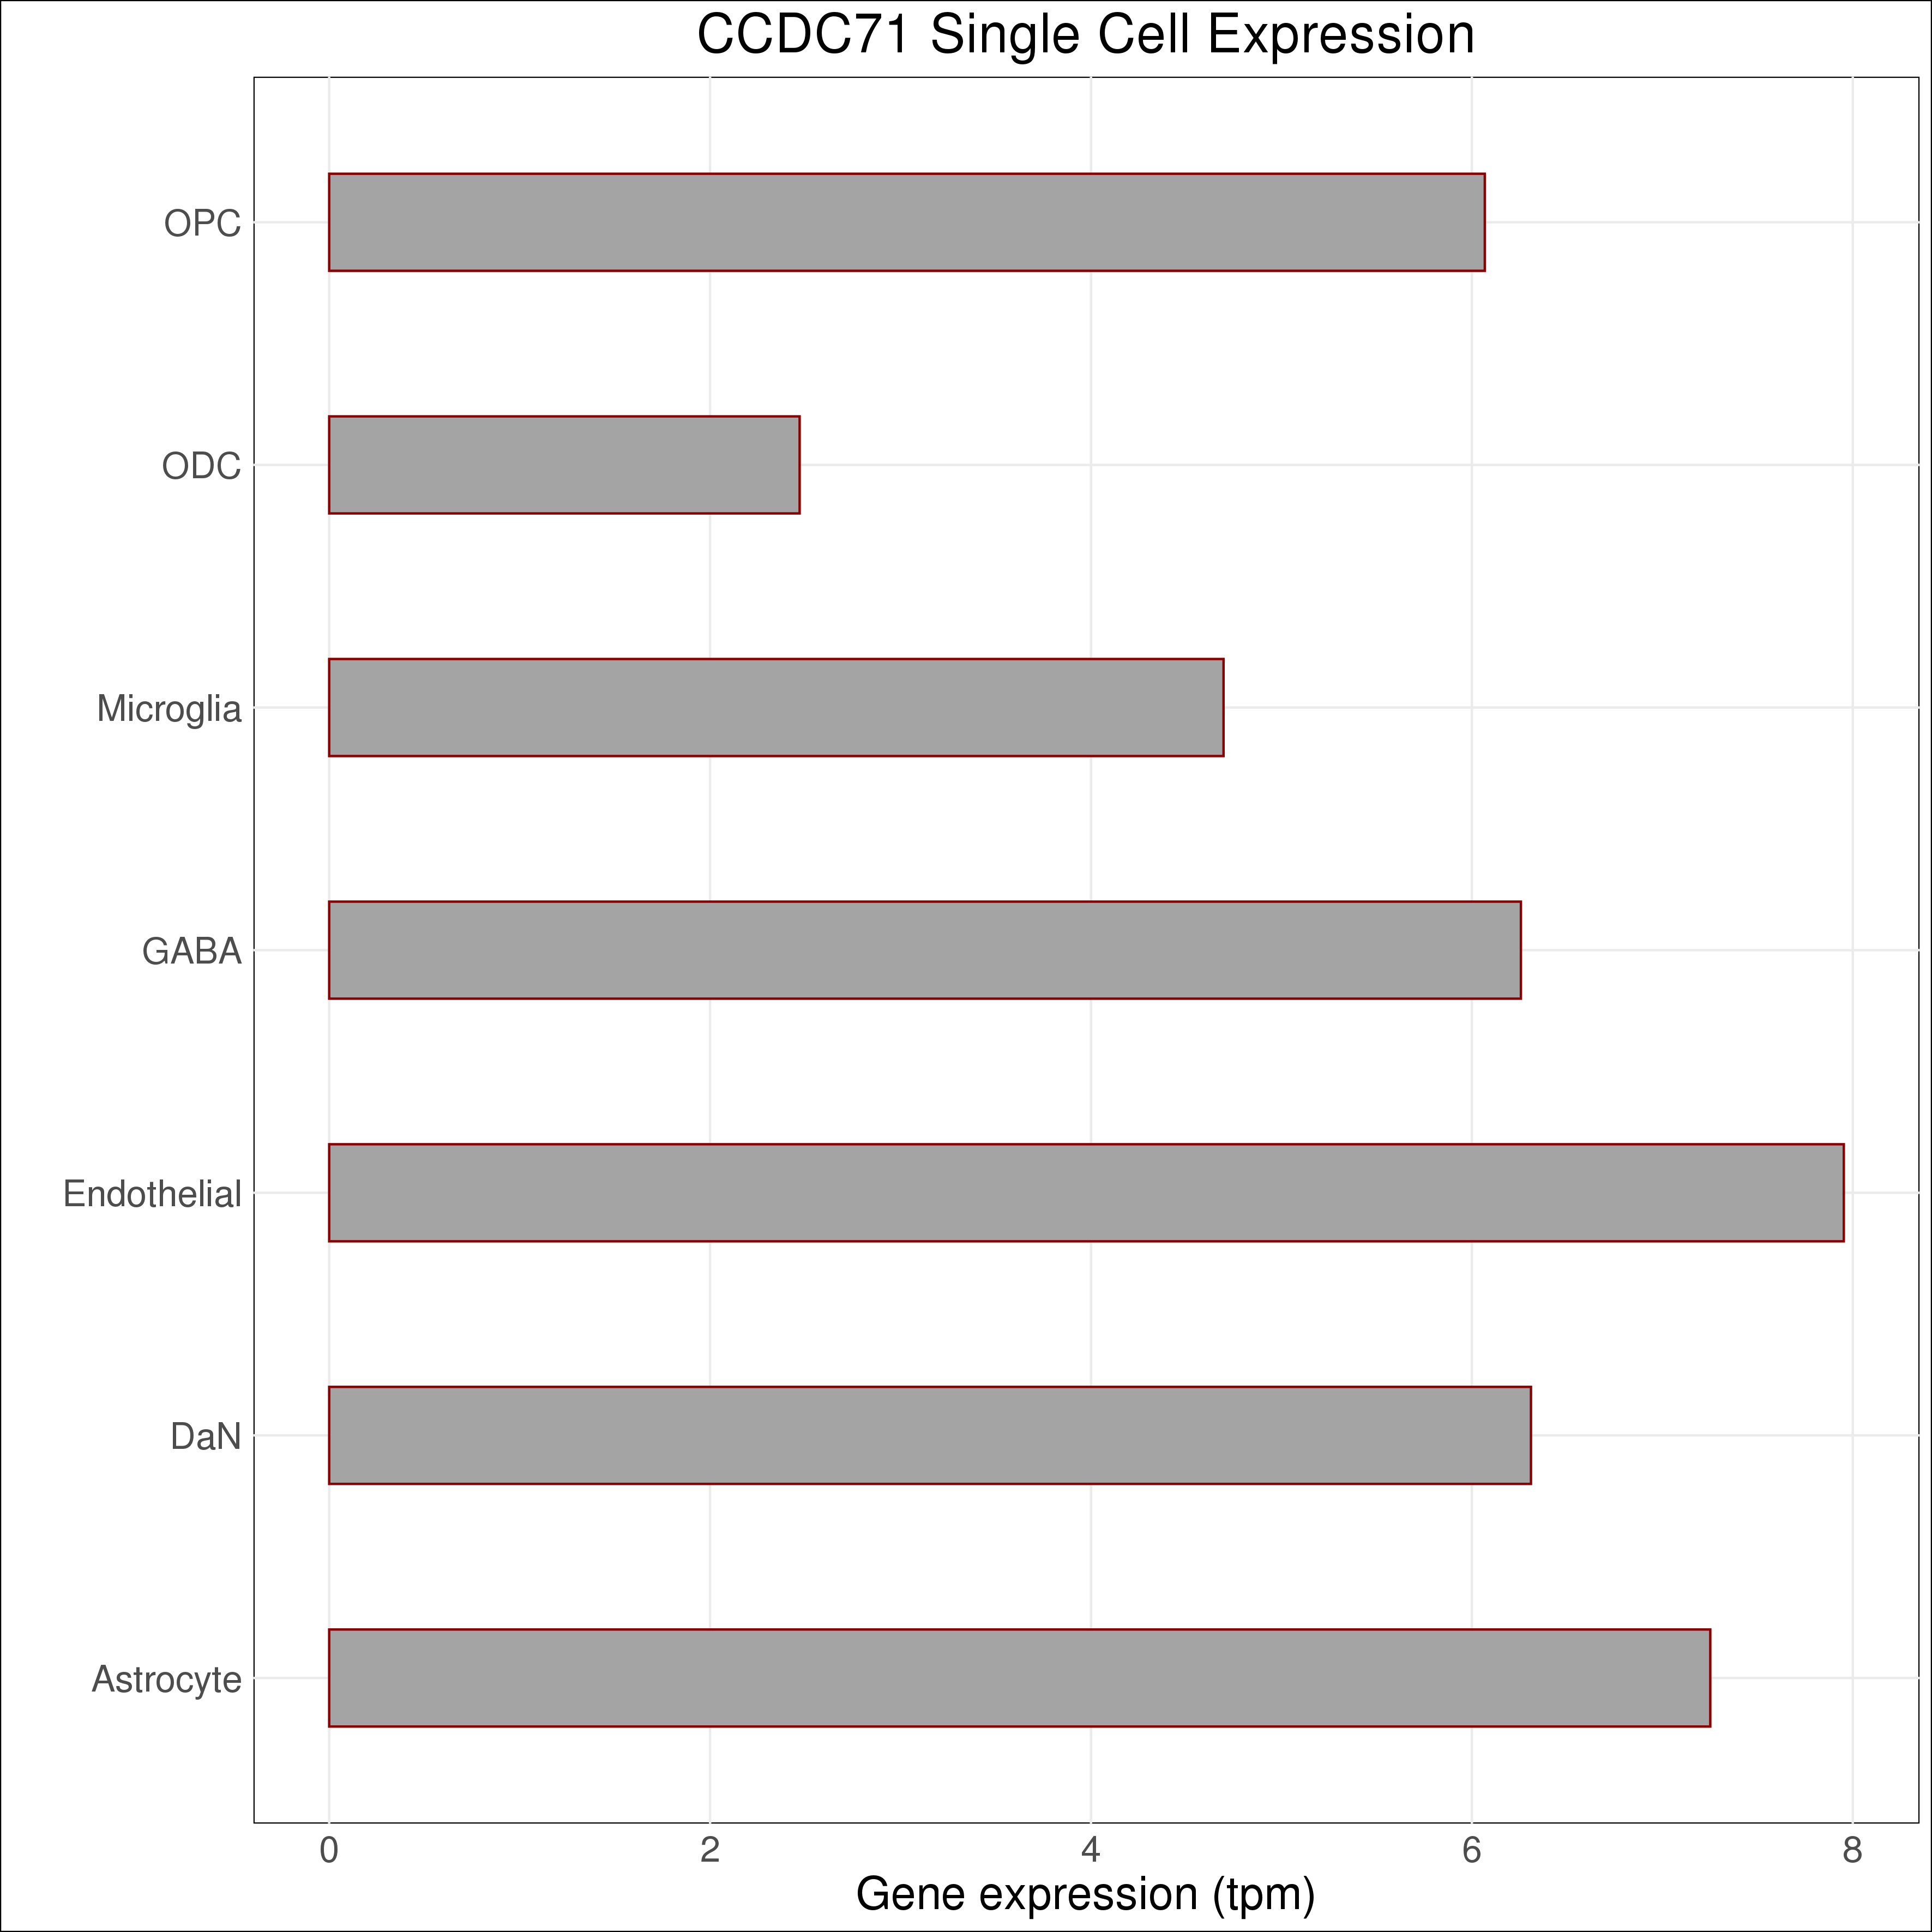 CCDC71 Single Cell Expression
OPC
ODC
Microglia
GABA
Endothelial
DaN
Astrocyte
0 2 4 6 8
Gene expression (tpm)